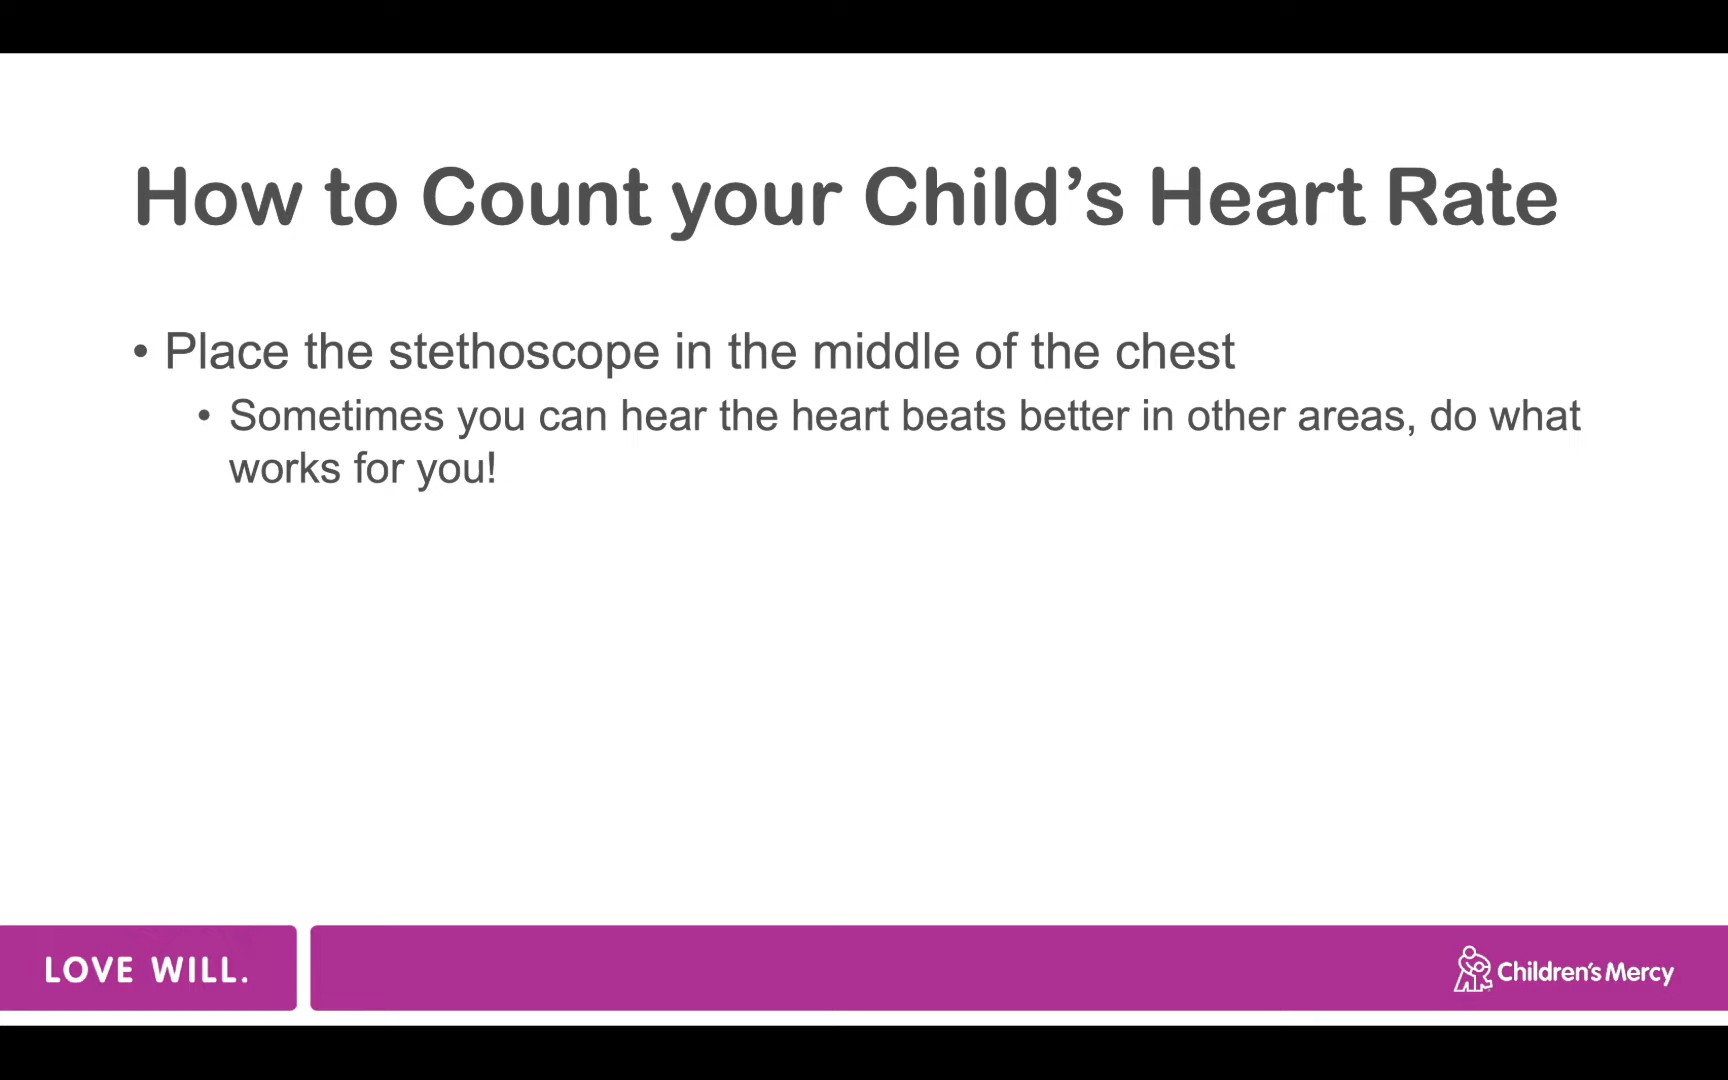 How to Count your Child’s Heart Rate
• Place the stethoscope in the middle of the chest
• Sometimes you can hear the heart beats better in other areas, do what
works for you!
LOVE WILL.
Children's Mercy